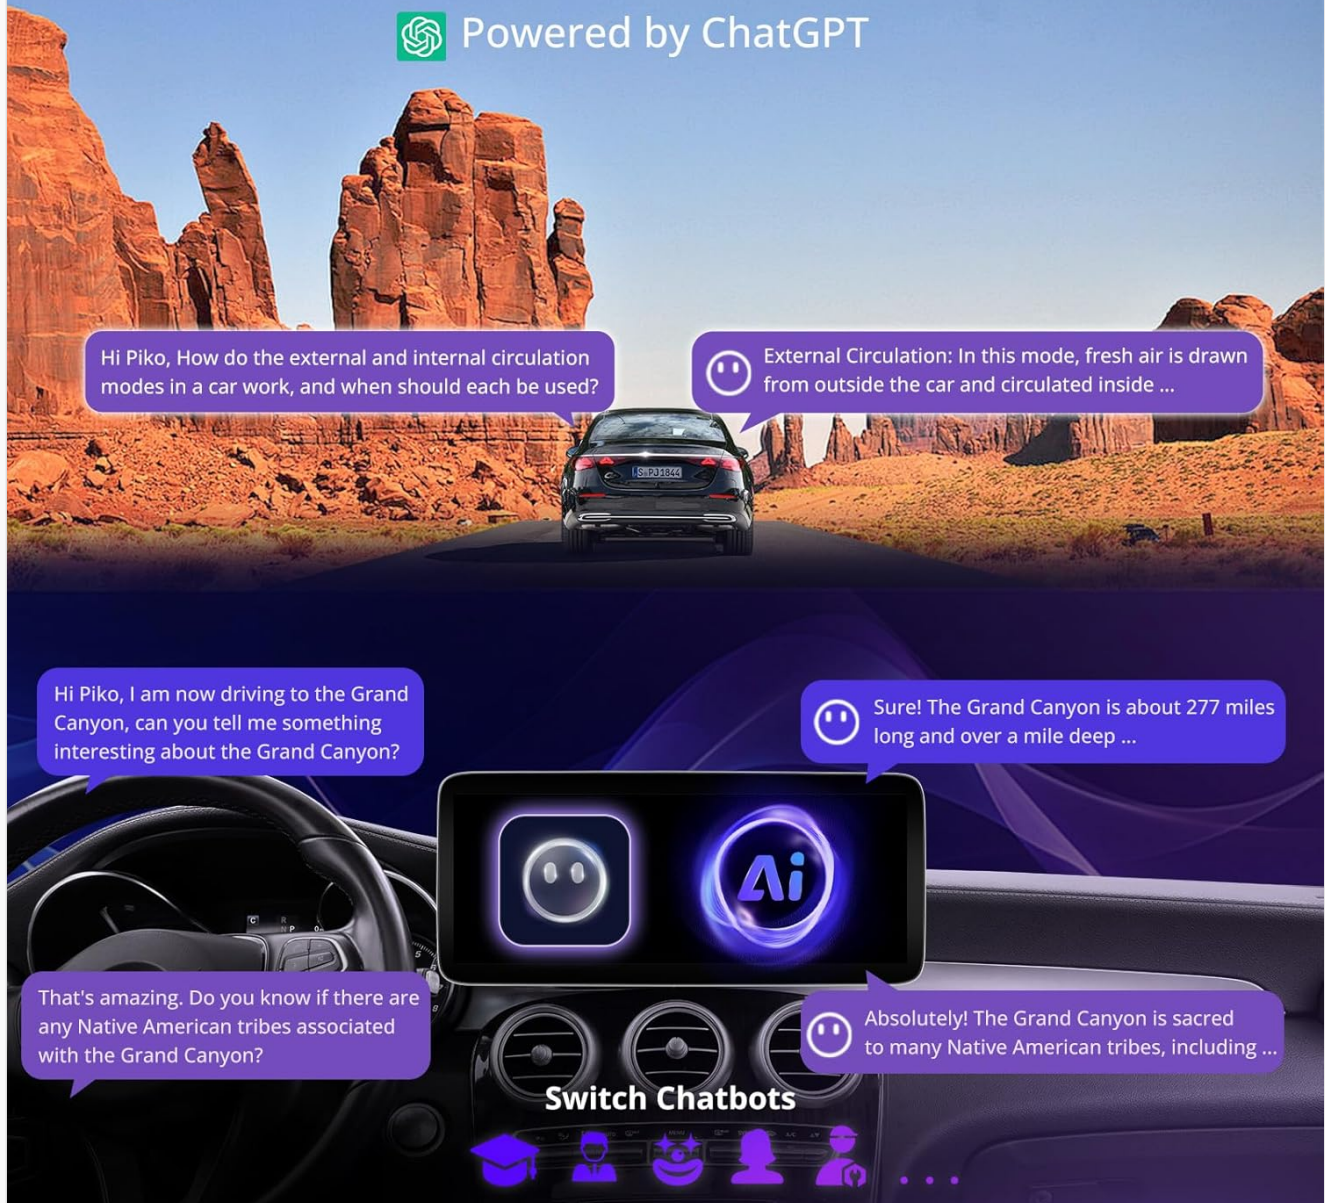 Powered by ChatGPT
Hi Piko, How do the external and internal circulation
modes in a car work, and when should each be used?
External Circulation: In this mode, fresh air is drawn
from outside the car and circulated inside ...
S PJ 1844
Hi Piko, I am now driving to the Grand
Canyon, can you tell me something
interesting about the Grand Canyon?
Sure! The Grand Canyon is about 277 miles
long and over a mile deep ...
Ai
That's amazing. Do you know if there are
any Native American tribes associated
with the Grand Canyon?
Absolutely! The Grand Canyon is sacred
to many Native American tribes, including ...
Switch Chatbots
. . .